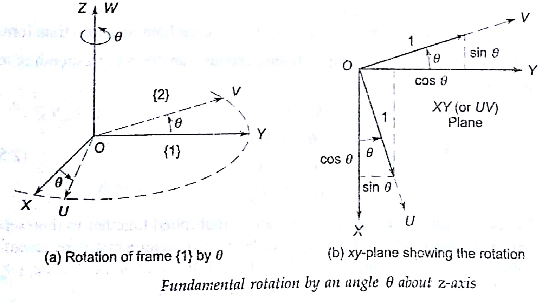 Z W
θ
{2}
V
θ
Y
O
{1}
θ
X
U
(a) Rotation of frame {1} by θ
V
1
θ
sin θ
O
Y
cos θ
1
XY (or UV)
Plane
cos θ
θ
sin θ
X
U
(b) xy-plane showing the rotation
Fundamental rotation by an angle θ about z-axis